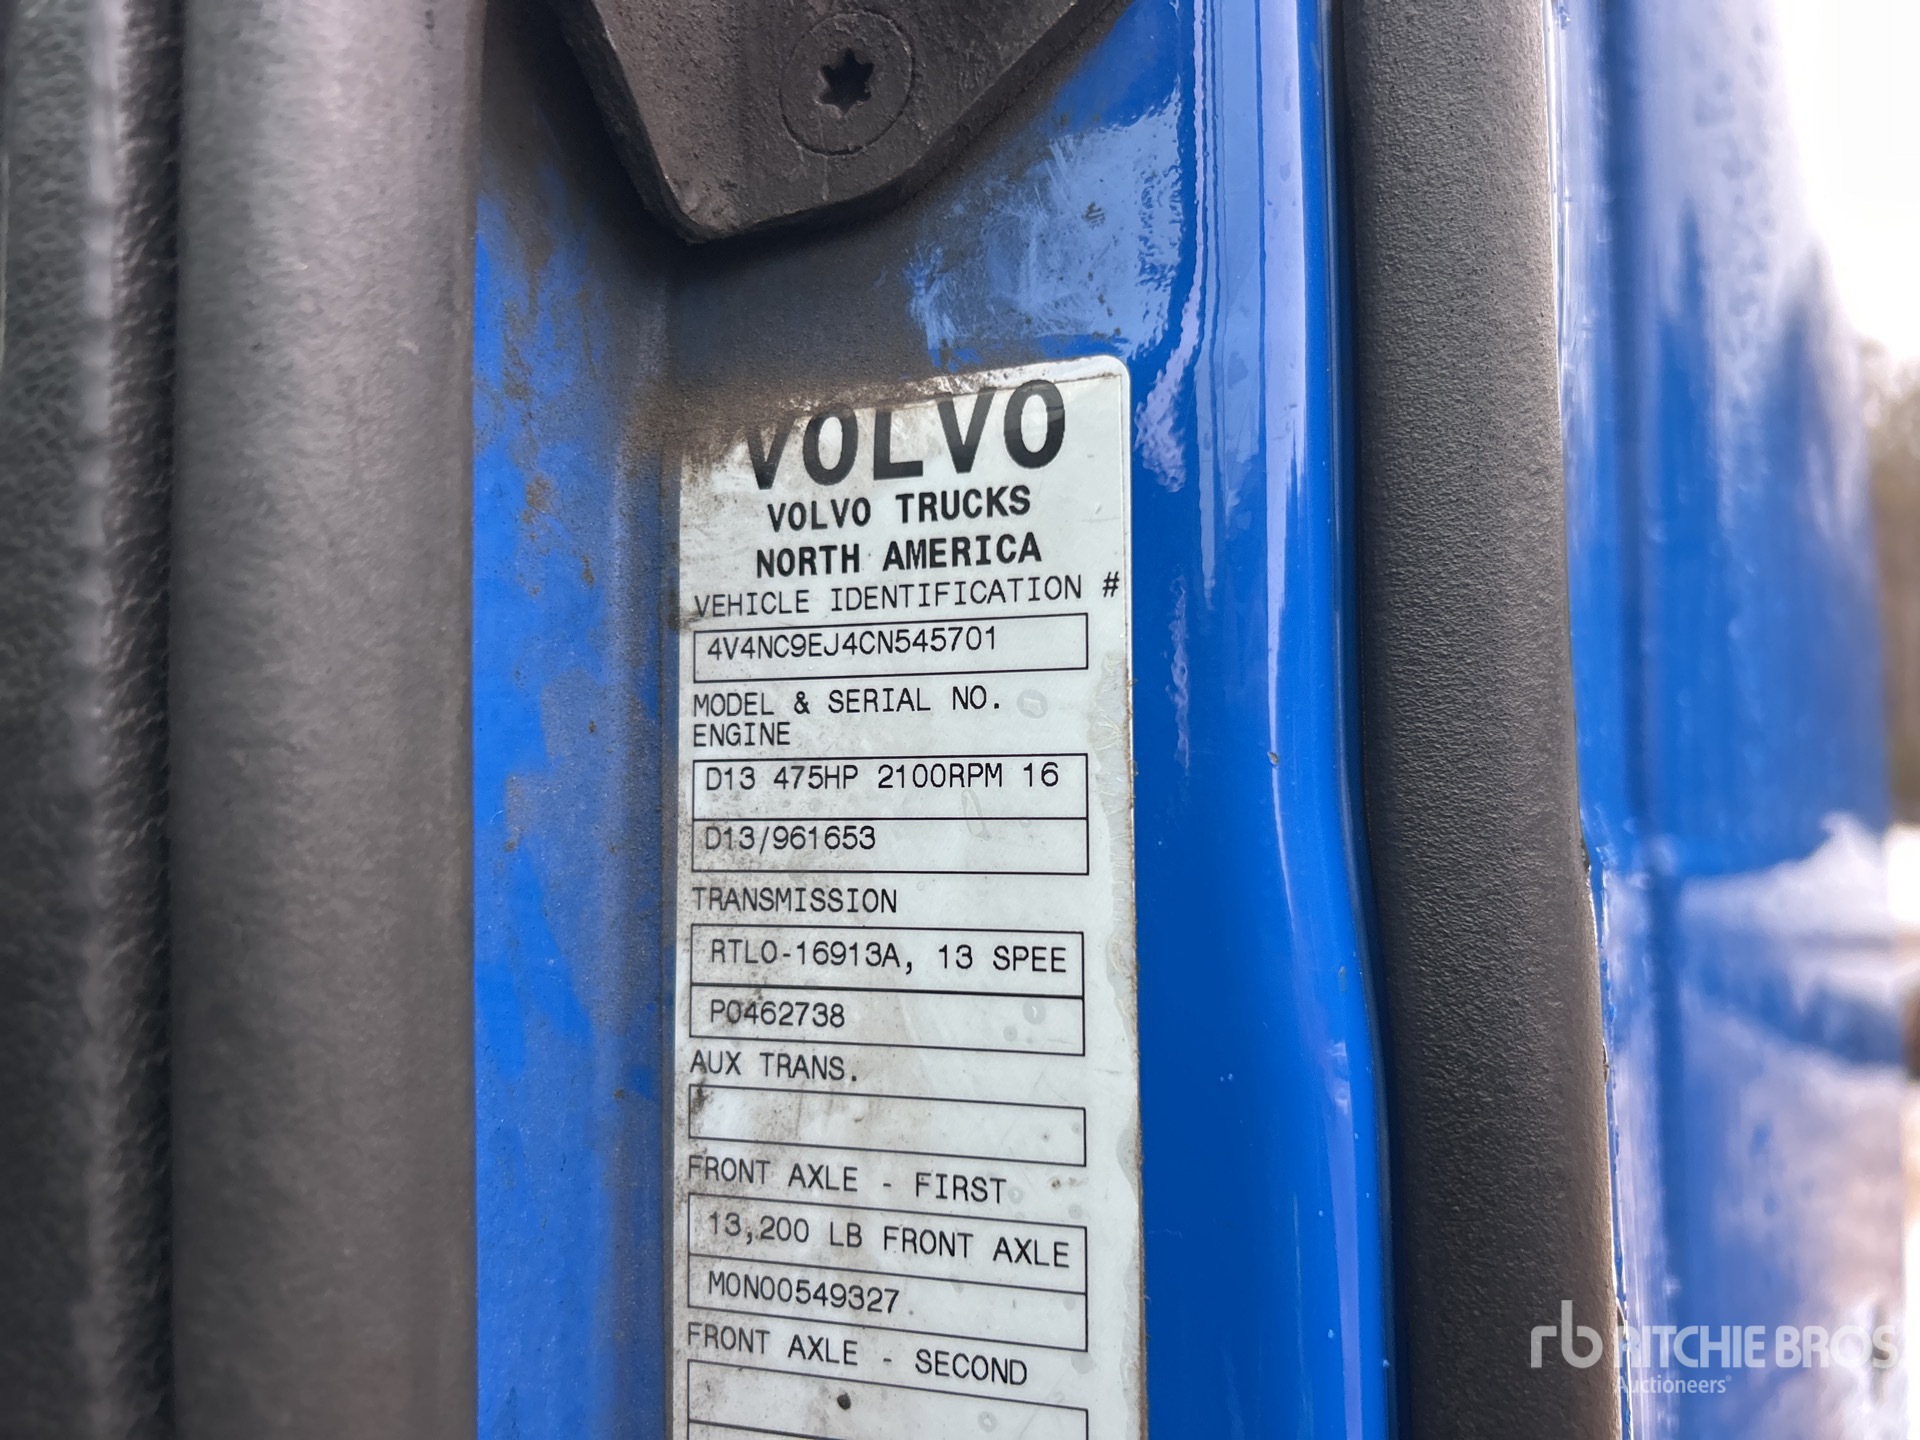 VOLVO
VOLVO TRUCKS
NORTH AMERICA
VEHICLE IDENTIFICATION #
4V4NC9EJ4CN545701
MODEL & SERIAL NO.
ENGINE
D13 475HP 2100RPM 16
D13/961653
TRANSMISSION
RTLO-16913A, 13 SPEE
P0462738
AUX TRANS.
FRONT AXLE - FIRST
13,200 LB FRONT AXLE
MON00549327
FRONT AXLE - SECOND
rb RITCHIE BROS
Auctioneers